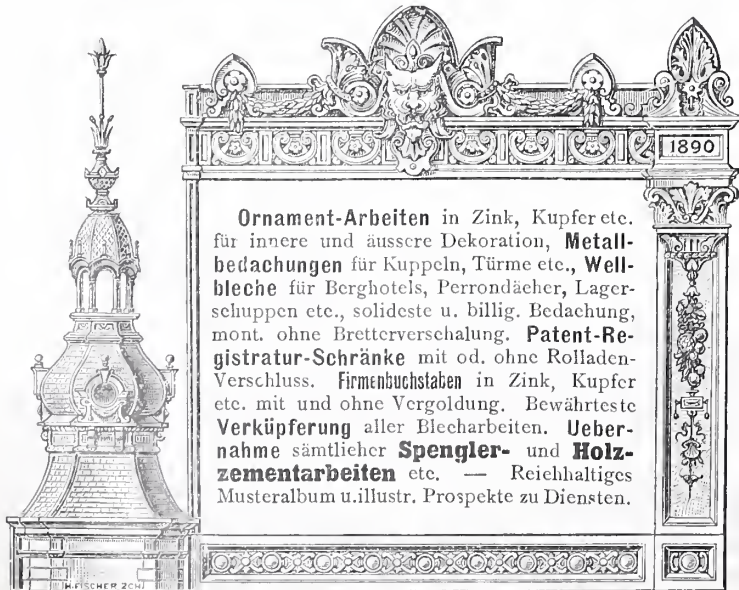 1890
Ornament-Arbeiten in Zink, Kupfer etc.
für innere und äussere Dekoration, Metall-
bedachungen für Kuppeln, Türme etc., Well-
bleche für Berghotels, Perrondächer, Lager-
schuppen etc., solideste u. billig. Bedachung,
mont. ohne Bretterverschalung. Patent-Re-
gistratur-Schränke mit od. ohne Rolladen-
Verschluss. Firmenbuchstaben in Zink, Kupfer
etc. mit und ohne Vergoldung. Bewährteste
Verküpferung aller Blecharbeiten. Ueber-
nahme sämtlicher Spengler- und Holz-
zementarbeiten etc. — Reichhaltiges
Musteralbum u. illustr. Prospekte zu Diensten.
H. FISCHER ZCH